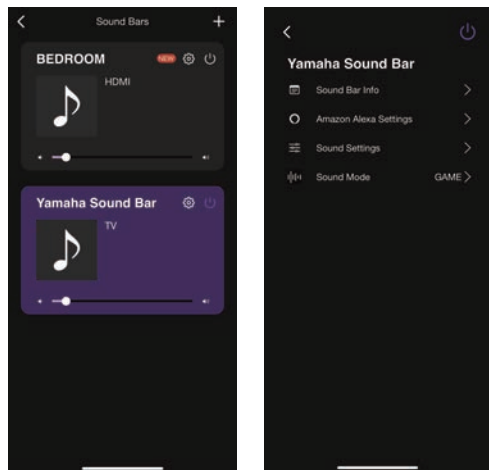 Sound Bars
BEDROOM NEW
HDMI
Yamaha Sound Bar
TV
Yamaha Sound Bar
Sound Bar Info
Amazon Alexa Settings
Sound Settings
Sound Mode GAME